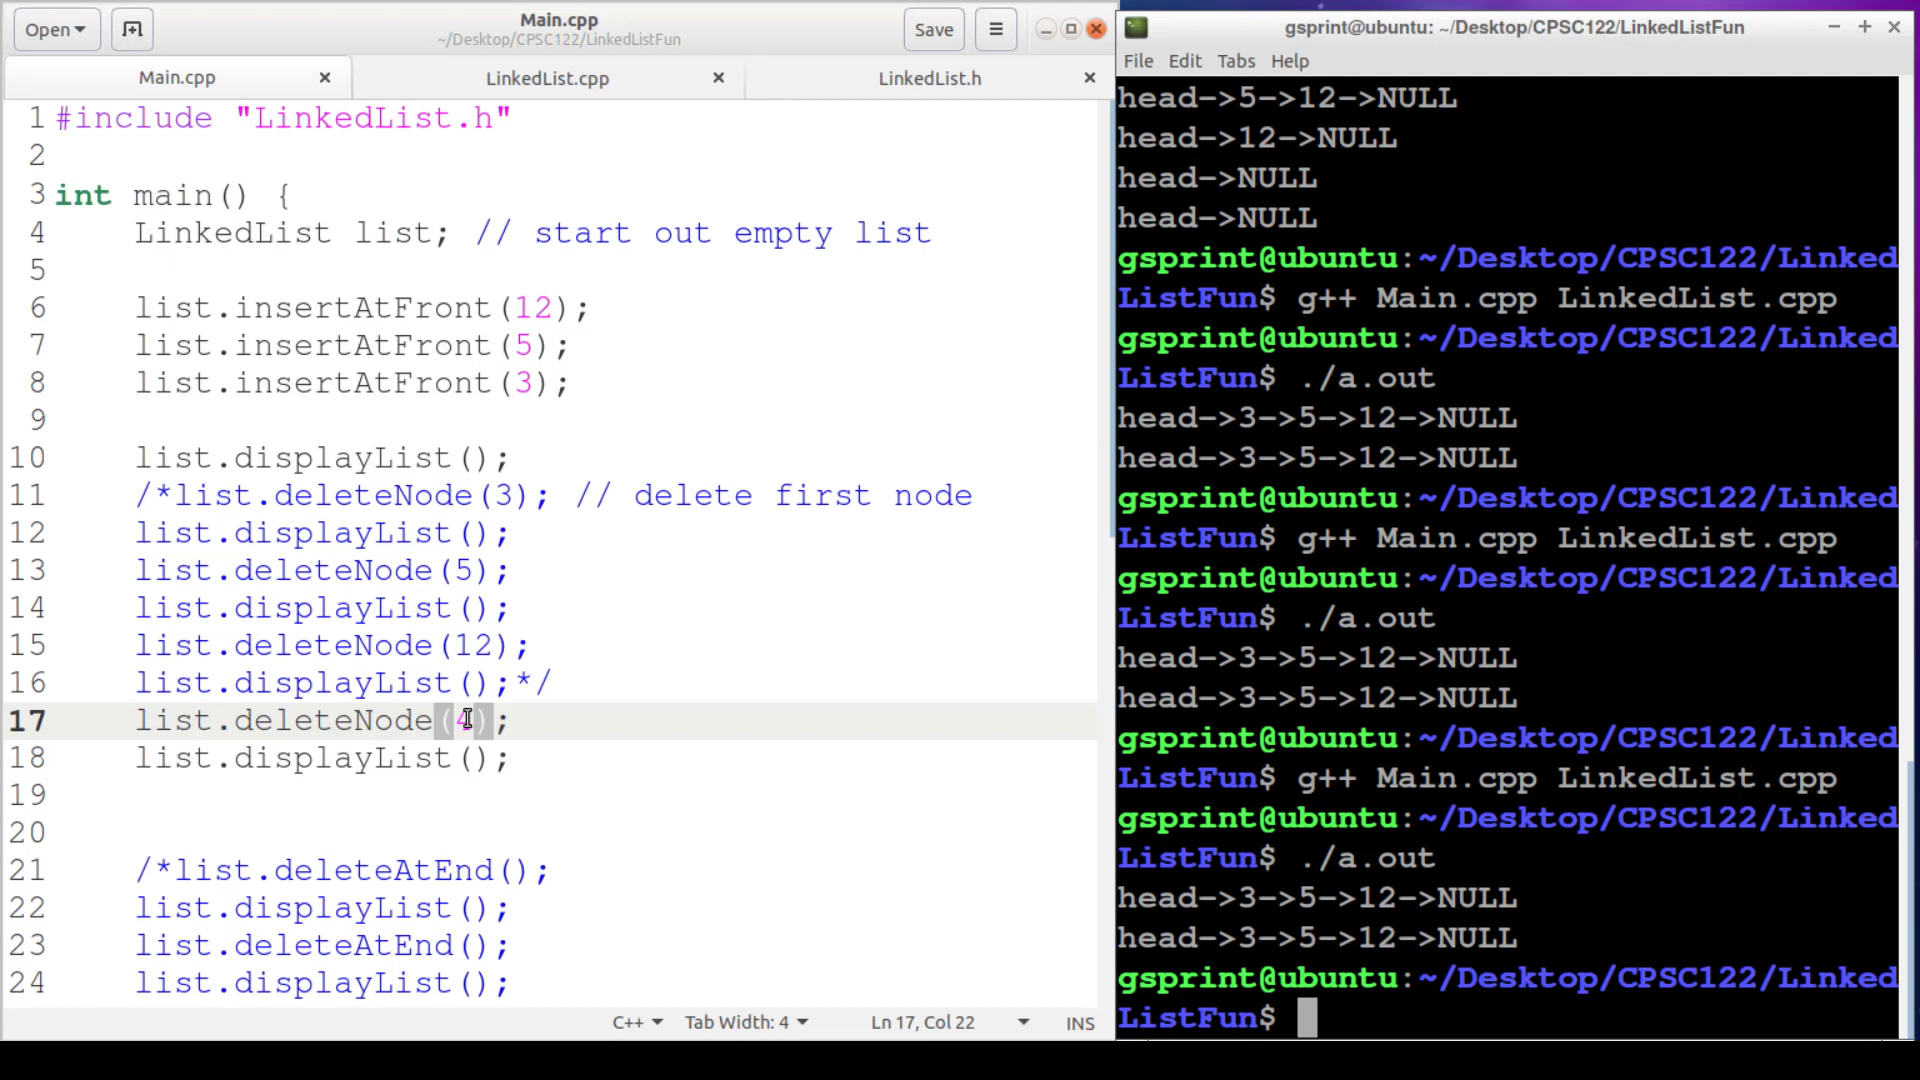 Open
Main.cpp
~/Desktop/CPSC122/LinkedListFun
Save
Main.cpp
LinkedList.cpp
LinkedList.h
1 #include "LinkedList.h"
2
3 int main() {
4     LinkedList list; // start out empty list
5
6     list.insertAtFront(12);
7     list.insertAtFront(5);
8     list.insertAtFront(3);
9
10     list.displayList();
11     /*list.deleteNode(3); // delete first node
12     list.displayList();
13     list.deleteNode(5);
14     list.displayList();
15     list.deleteNode(12);
16     list.displayList();*/
17     list.deleteNode(4);
18     list.displayList();
19
20
21     /*list.deleteAtEnd();
22     list.displayList();
23     list.deleteAtEnd();
24     list.displayList();
C++
Tab Width: 4
Ln 17, Col 22
INS
gsprint@ubuntu: ~/Desktop/CPSC122/LinkedListFun
File Edit Tabs Help
head->5->12->NULL
head->12->NULL
head->NULL
head->NULL
gsprint@ubuntu:~/Desktop/CPSC122/Linked
ListFun$ g++ Main.cpp LinkedList.cpp
gsprint@ubuntu:~/Desktop/CPSC122/Linked
ListFun$ ./a.out
head->3->5->12->NULL
head->3->5->12->NULL
gsprint@ubuntu:~/Desktop/CPSC122/Linked
ListFun$ g++ Main.cpp LinkedList.cpp
gsprint@ubuntu:~/Desktop/CPSC122/Linked
ListFun$ ./a.out
head->3->5->12->NULL
head->3->5->12->NULL
gsprint@ubuntu:~/Desktop/CPSC122/Linked
ListFun$ g++ Main.cpp LinkedList.cpp
gsprint@ubuntu:~/Desktop/CPSC122/Linked
ListFun$ ./a.out
head->3->5->12->NULL
head->3->5->12->NULL
gsprint@ubuntu:~/Desktop/CPSC122/Linked
ListFun$